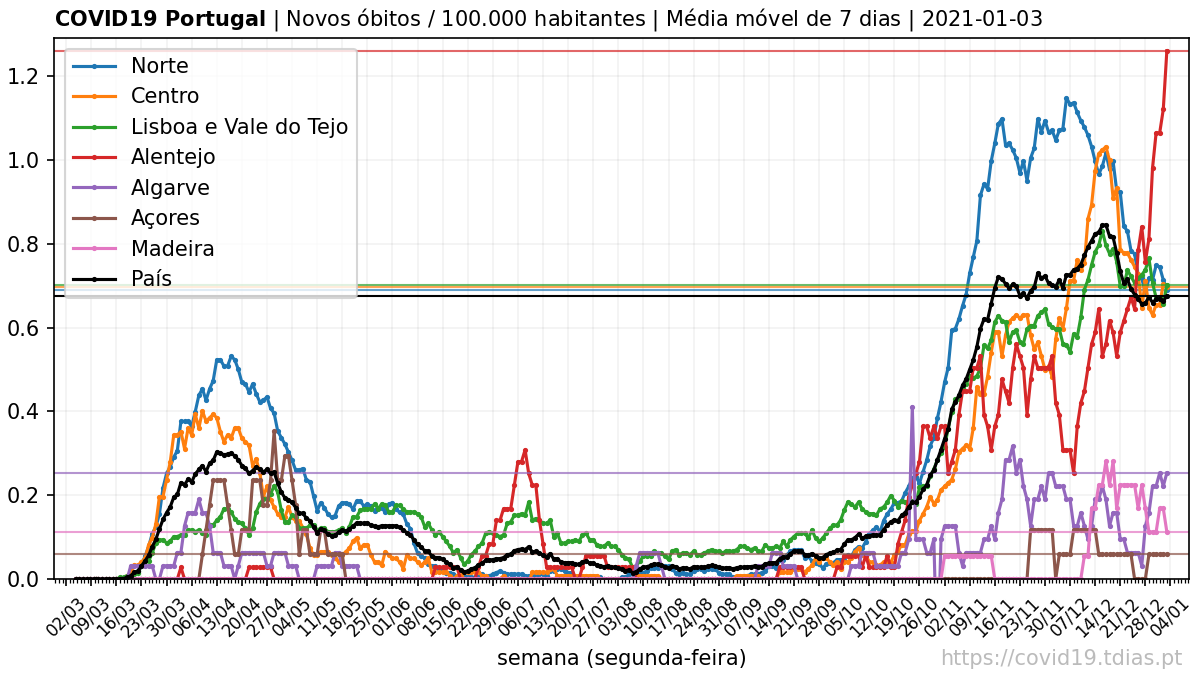 COVID19 Portugal | Novos óbitos / 100.000 habitantes | Média móvel de 7 dias | 2021-01-03
Norte
Centro
Lisboa e Vale do Tejo
Alentejo
Algarve
Açores
Madeira
País
1.2
1.0
0.8
0.6
0.4
0.2
0.0
02/03 09/03 16/03 23/03 30/03 06/04 13/04 20/04 27/04 04/05 11/05 18/05 25/05 01/06 08/06 15/06 22/06 29/06 06/07 13/07 20/07 27/07 03/08 10/08 17/08 24/08 31/08 07/09 14/09 21/09 28/09 05/10 12/10 19/10 26/10 02/11 09/11 16/11 23/11 30/11 07/12 14/12 21/12 28/12 04/01
semana (segunda-feira)
https://covid19.tdias.pt